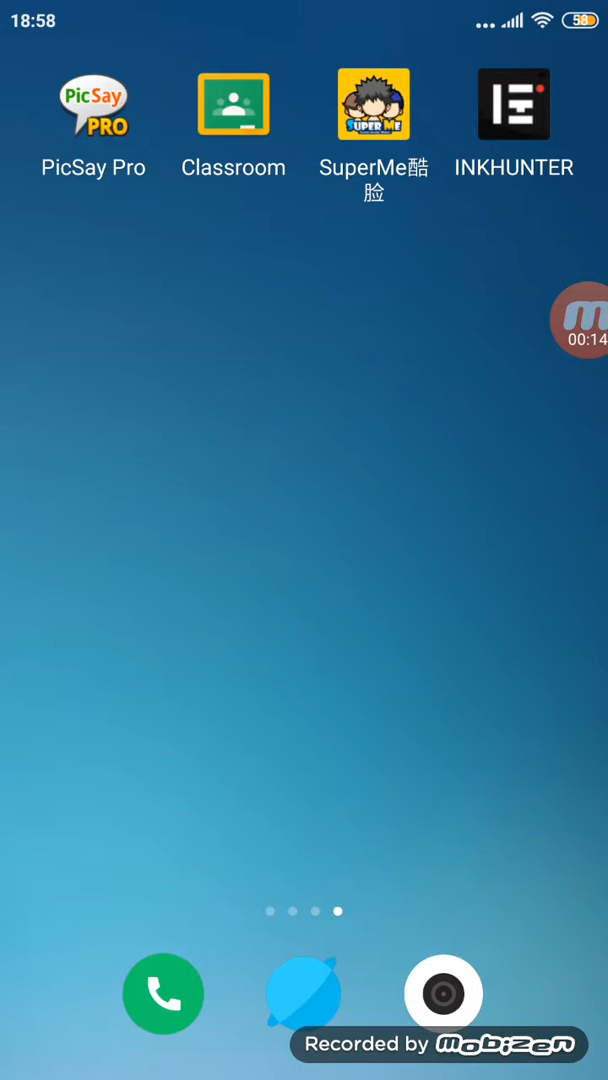 18:58
58
PicSay
PRO
SUPER ME
PicSay Pro
Classroom
SuperMe酷
脸
INKHUNTER
00:14
Recorded by mobizen